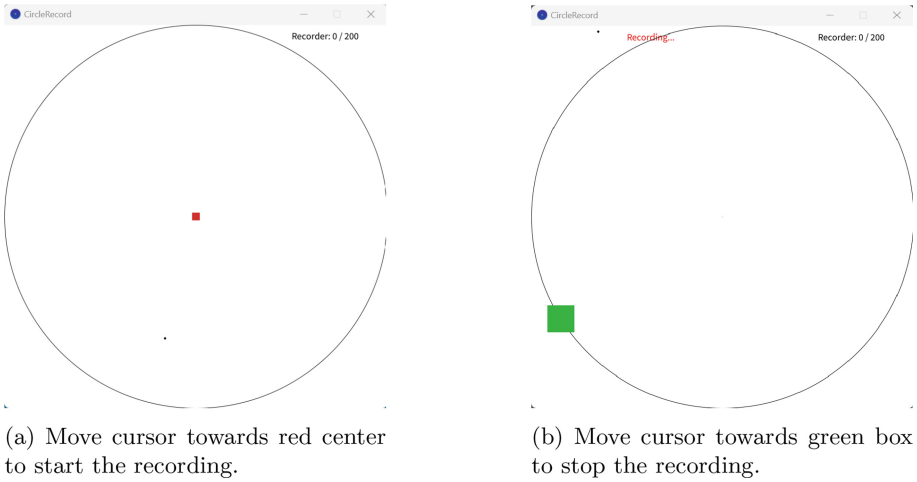 CircleRecord
Recorder: 0 / 200
(a) Move cursor towards red center
to start the recording.
CircleRecord
Recording...
Recorder: 0 / 200
(b) Move cursor towards green box
to stop the recording.